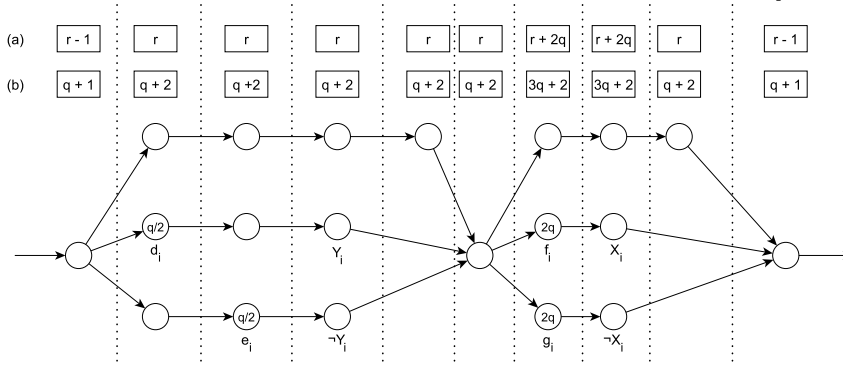 (a) r - 1 r r r r r r + 2q r + 2q r r - 1
(b) q + 1 q + 2 q +2 q + 2 q + 2 q + 2 3q + 2 3q + 2 q + 2 q + 1
q/2 2q
d_i Y_i f_i X_i
q/2 2q
e_i ¬Y_i g_i ¬X_i